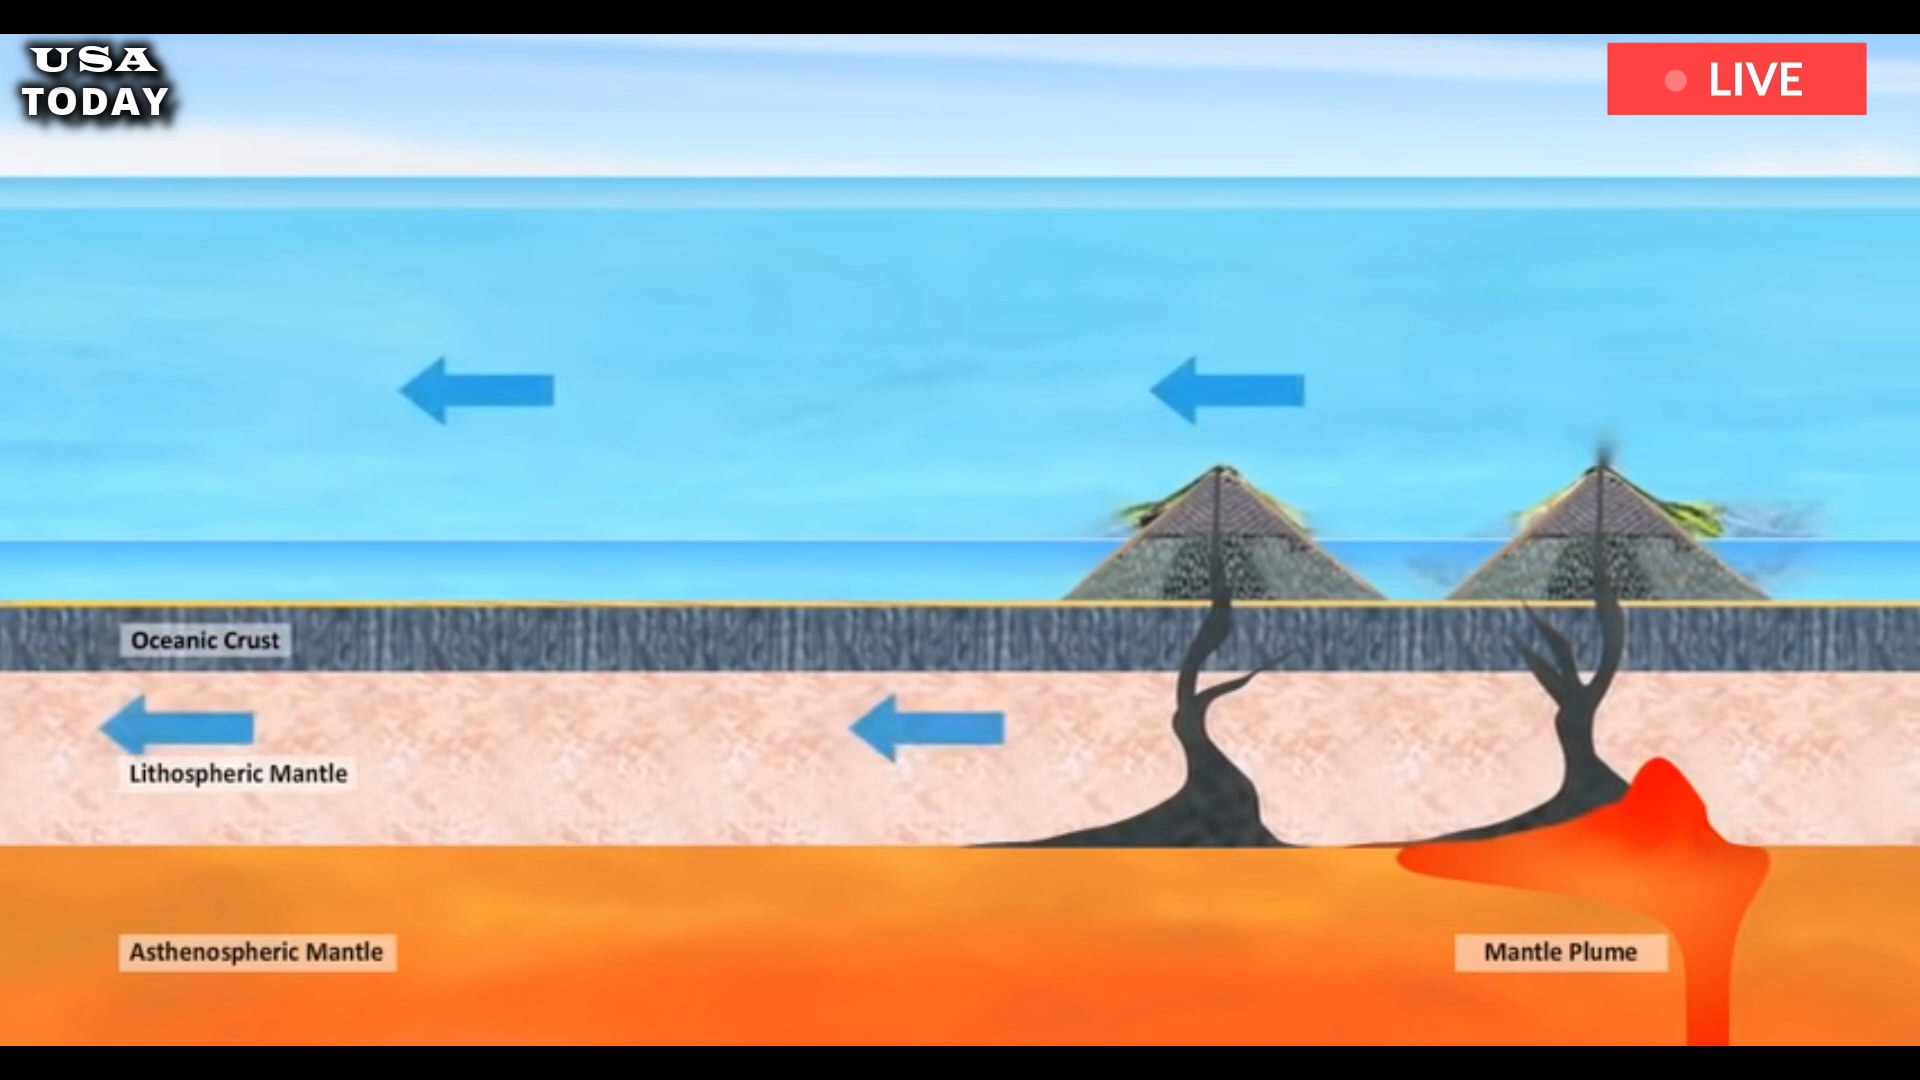 USA
TODAY
LIVE
Oceanic Crust
Lithospheric Mantle
Asthenospheric Mantle
Mantle Plume